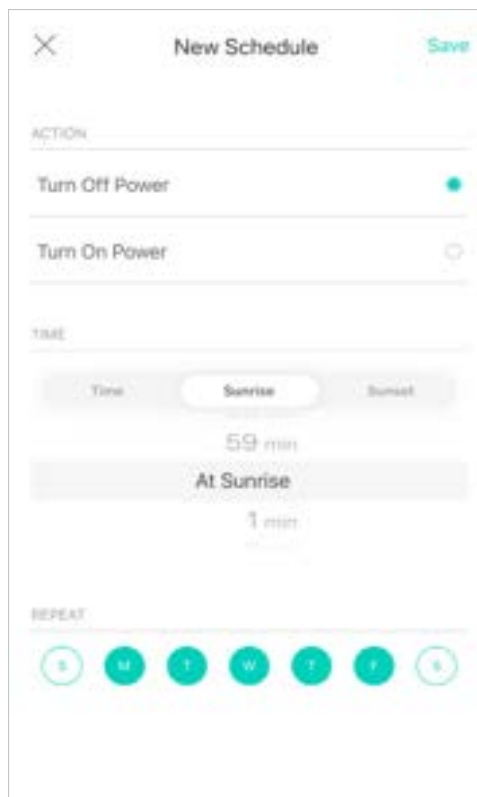 New Schedule Save
ACTION
Turn Off Power
Turn On Power
TIME
Time Sunrise Sunset
59 min
At Sunrise
1 min
REPEAT
S M T W T F S